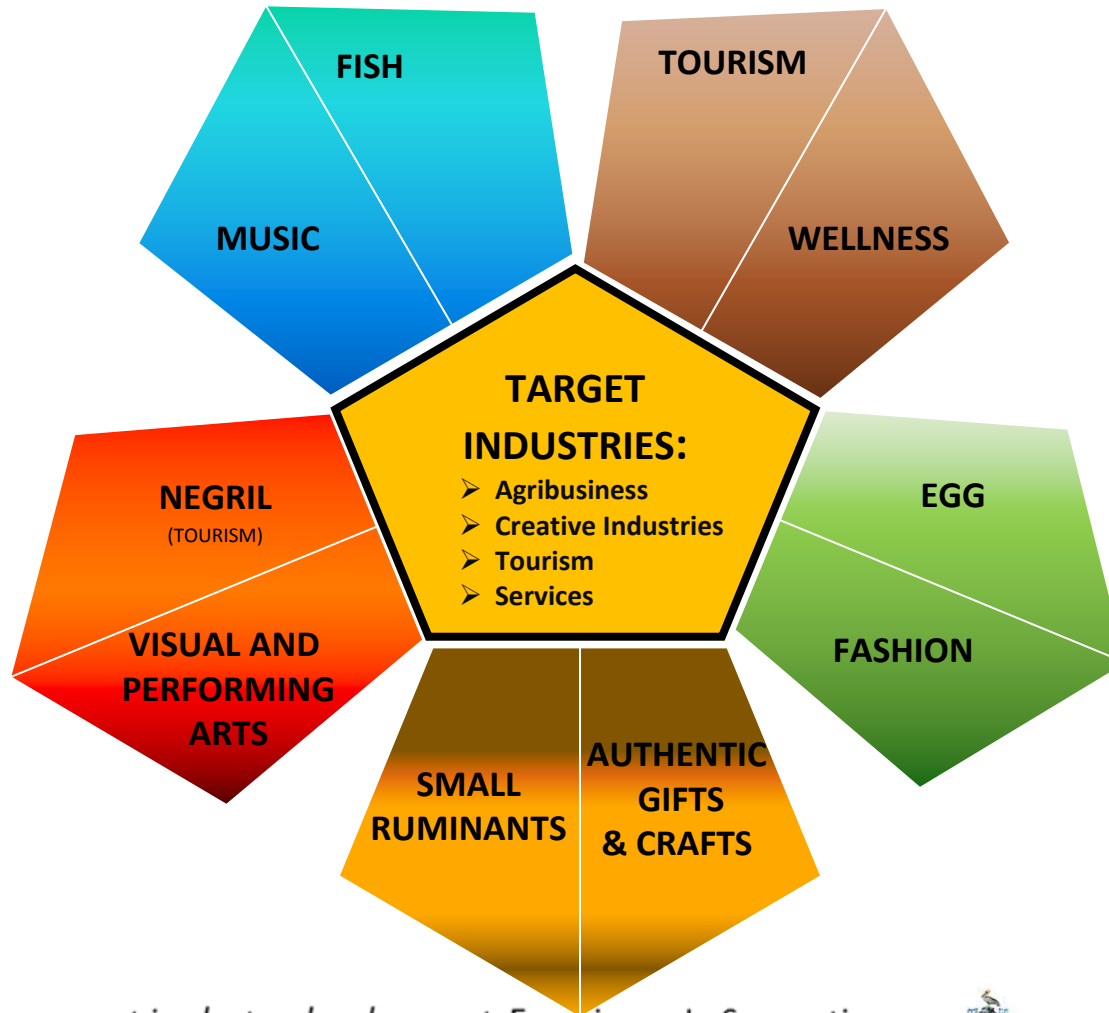 FISH
MUSIC
TOURISM
WELLNESS
TARGET
INDUSTRIES:
➢ Agribusiness
➢ Creative Industries
➢ Tourism
➢ Services
NEGRIL
(TOURISM)
VISUAL AND
PERFORMING
ARTS
EGG
FASHION
SMALL
RUMINANTS
AUTHENTIC
GIFTS
& CRAFTS